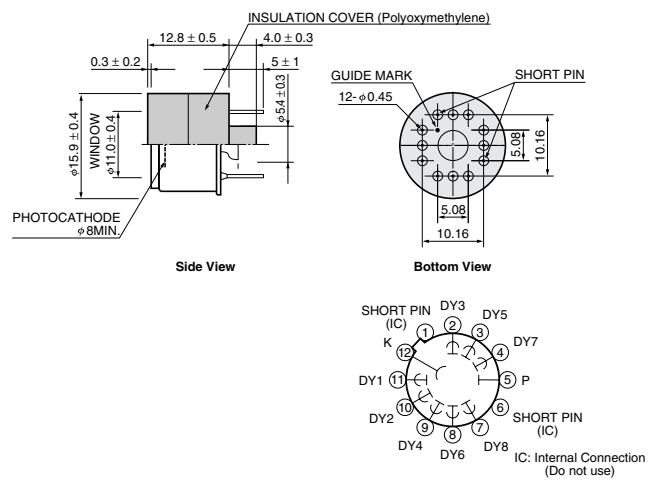 INSULATION COVER (Polyoxymethylene)
12.8 ± 0.5
4.0 ± 0.3
0.3 ± 0.2
5 ± 1
φ5.4 ± 0.3
φ15.9 ± 0.4
WINDOW
φ11.0 ± 0.4
PHOTOCATHODE
φ8MIN.
Side View
GUIDE MARK
SHORT PIN
12-φ0.45
5.08
10.16
5.08
10.16
Bottom View
SHORT PIN
(IC)
DY3
DY5
DY7
P
SHORT PIN
(IC)
DY8
DY6
DY4
DY2
DY1
K
1
2
3
4
5
6
7
8
9
10
11
12
IC: Internal Connection
(Do not use)